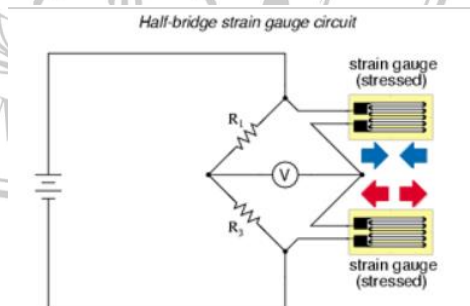 Half-bridge strain gauge circuit
strain gauge
(stressed)
R₁
V
R₃
strain gauge
(stressed)